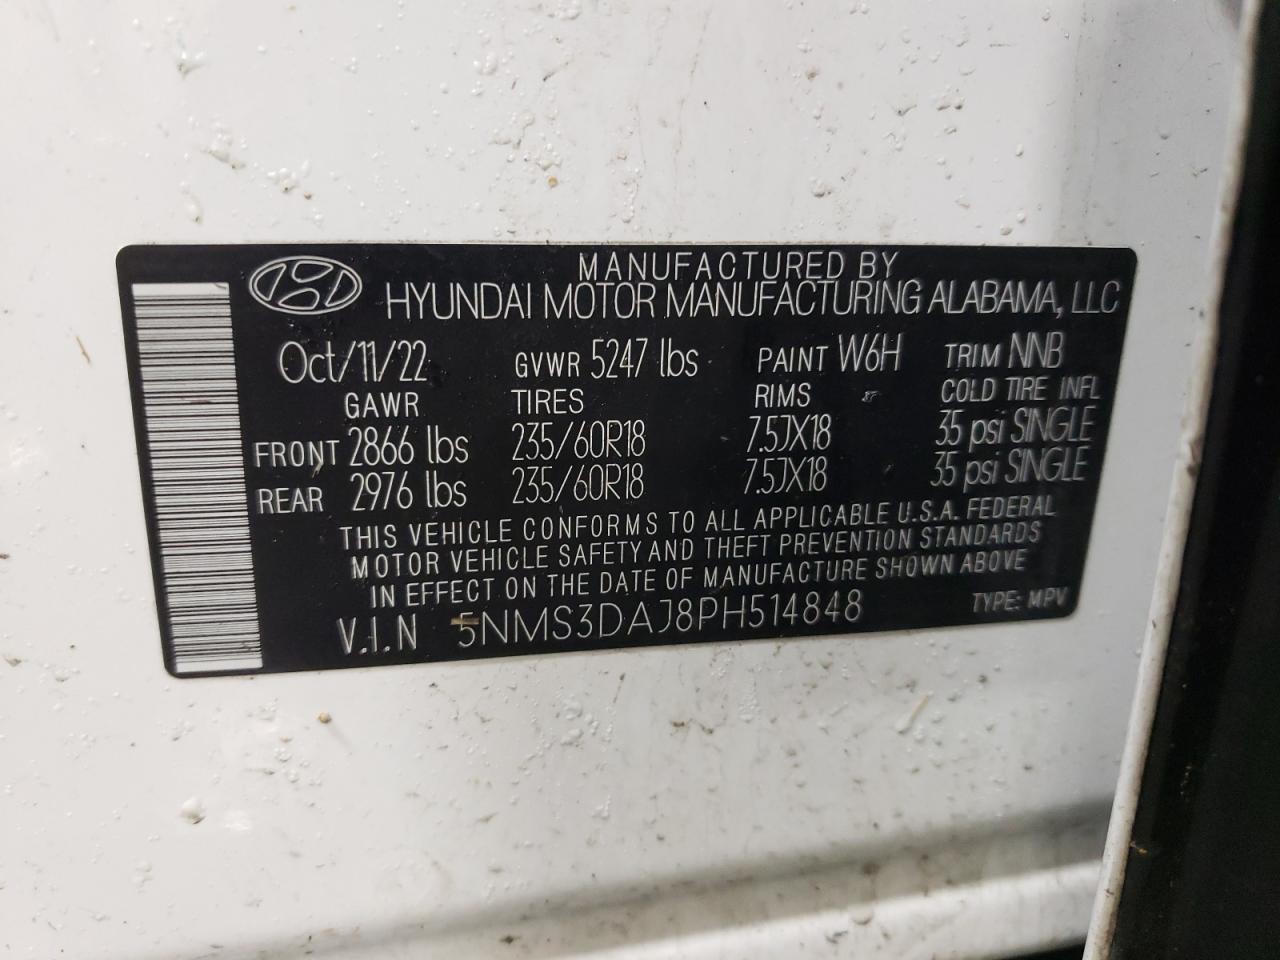 MANUFACTURED BY
HYUNDAI MOTOR MANUFACTURING ALABAMA, LLC
Oct/11/22 GVWR 5247 lbs PAINT W6H TRIM NNB
GAWR TIRES RIMS COLD TIRE INFL
FRONT 2866 lbs 235/60R18 7.5JX18 35 psi SINGLE
REAR 2976 lbs 235/60R18 7.5JX18 35 psi SINGLE
THIS VEHICLE CONFORMS TO ALL APPLICABLE U.S.A. FEDERAL
MOTOR VEHICLE SAFETY AND THEFT PREVENTION STANDARDS
IN EFFECT ON THE DATE OF MANUFACTURE SHOWN ABOVE
V.I.N 5NMS3DAJ8PH514848 TYPE: MPV